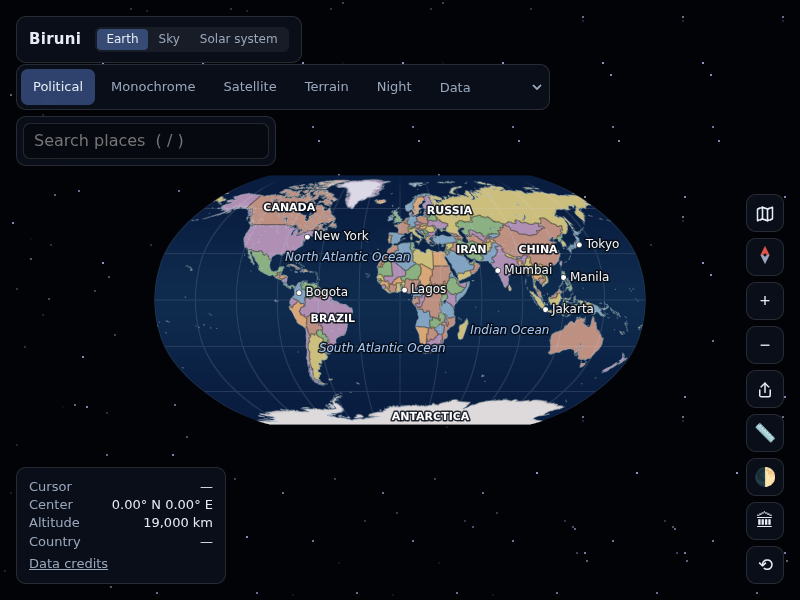 Biruni Earth Sky Solar system
Political Monochrome Satellite Terrain Night Data
Search places ( / )
CANADA
RUSSIA
New York
Tokyo
IRAN
CHINA
North Atlantic Ocean
Mumbai
Manila
Bogota
Lagos
Jakarta
BRAZIL
Indian Ocean
South Atlantic Ocean
ANTARCTICA
Cursor —
Center 0.00° N 0.00° E
Altitude 19,000 km
Country —
Data credits